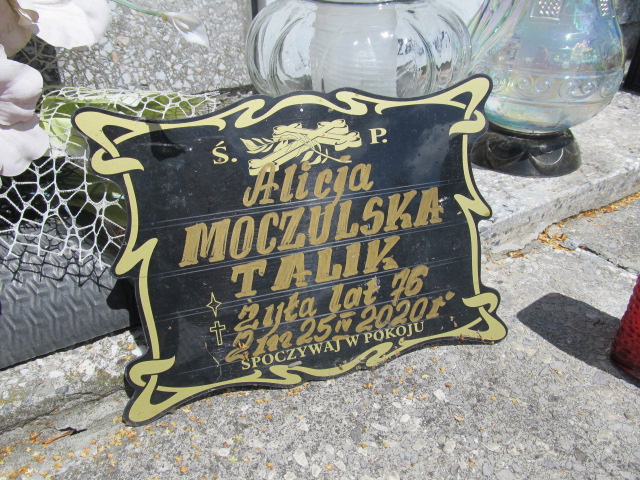 Ś. P.
Alicja
MOCZULSKA
TALIK
żyła lat 76
Zm 25 IV 2020 r
SPOCZYWAJ W POKOJU